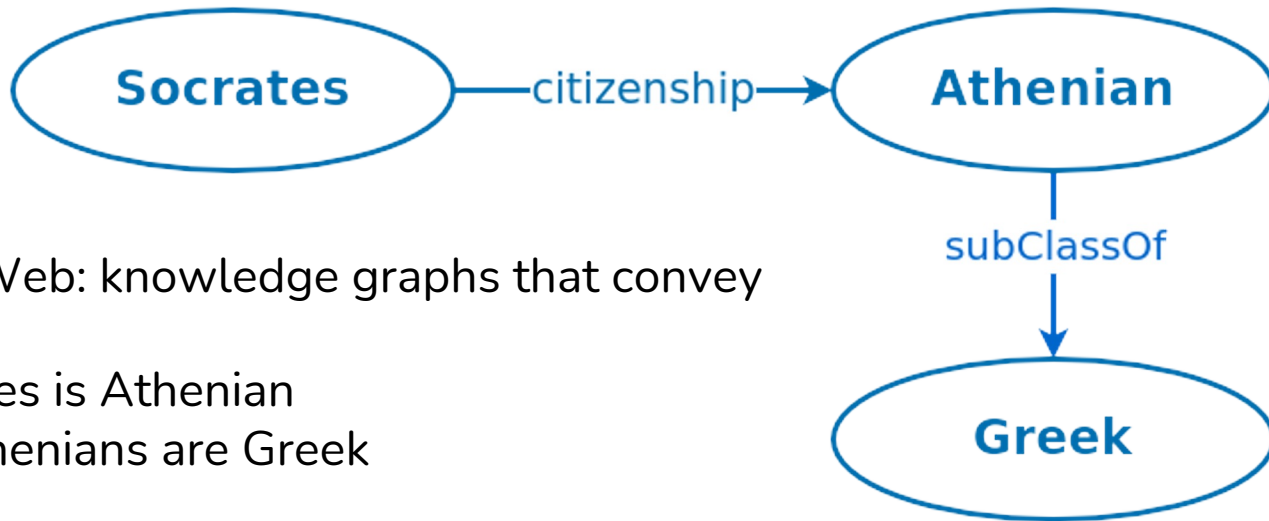 Socrates
citizenship
Athenian
subClassOf
Web: knowledge graphs that convey
es is Athenian
henians are Greek
Greek